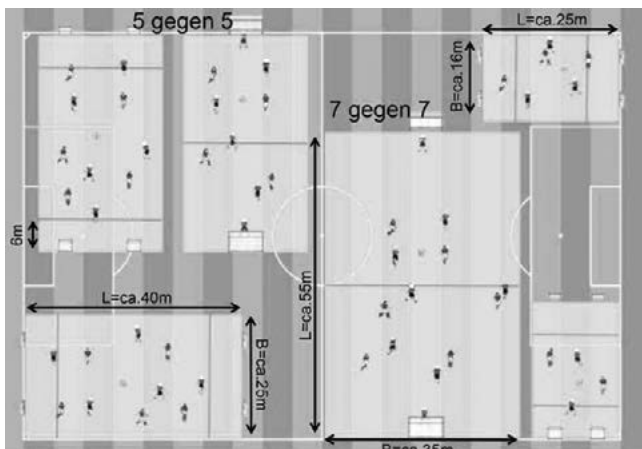 5 gegen 5
L=ca.25m
B=ca.16m
7 gegen 7
6m
L=ca.40m
B=ca.25m
L=ca.55m
B=ca.35m